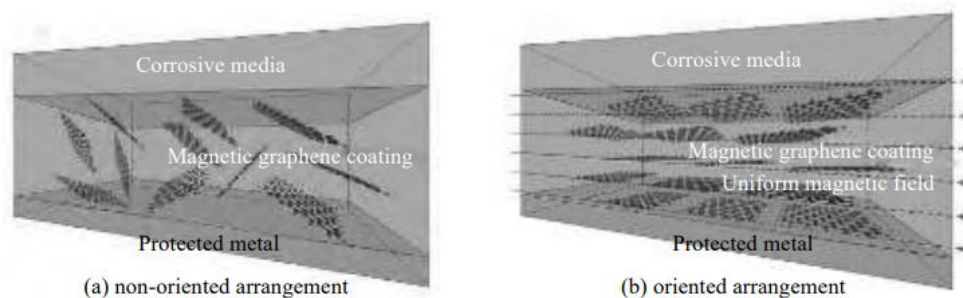 Corrosive media
Magnetic graphene coating
Protected metal
(a) non-oriented arrangement
Corrosive media
Magnetic graphene coating
Uniform magnetic field
Protected metal
(b) oriented arrangement